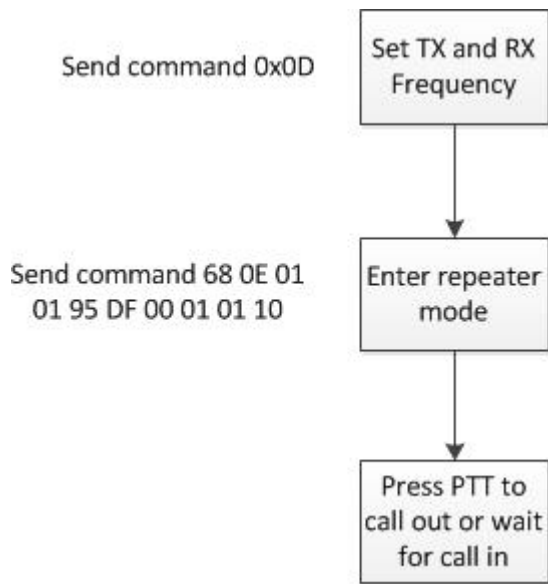 Send command 0x0D
Set TX and RX
Frequency
Send command 68 0E 01
01 95 DF 00 01 01 10
Enter repeater
mode
Press PTT to
call out or wait
for call in